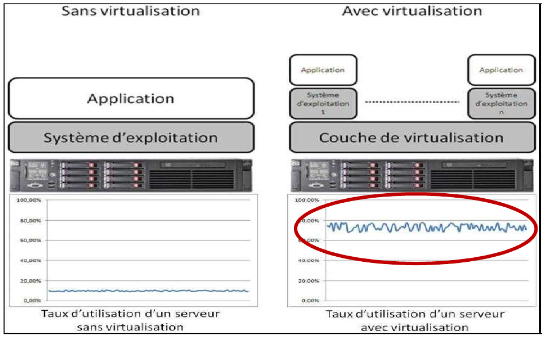 Sans virtualisation
Avec virtualisation
Application
Système d'exploitation
100,00%
80,00%
60,00%
40,00%
20,00%
0,00%
Taux d'utilisation d'un serveur
sans virtualisation
Application
Système
d'exploitation
1
Application
Système
d'exploitation
n
Couche de virtualisation
100,00%
80,00%
60,00%
40,00%
20,00%
0,00%
Taux d'utilisation d'un serveur
avec virtualisation